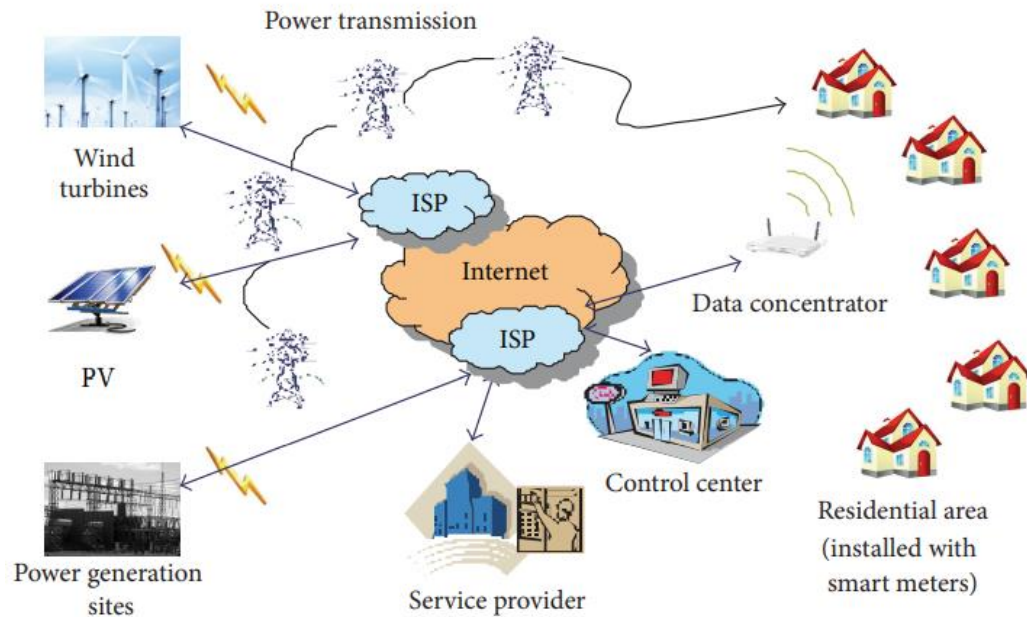 Power transmission
Wind
turbines
ISP
Internet
Data concentrator
PV
ISP
Control center
Residential area
(installed with
smart meters)
Power generation
sites
Service provider